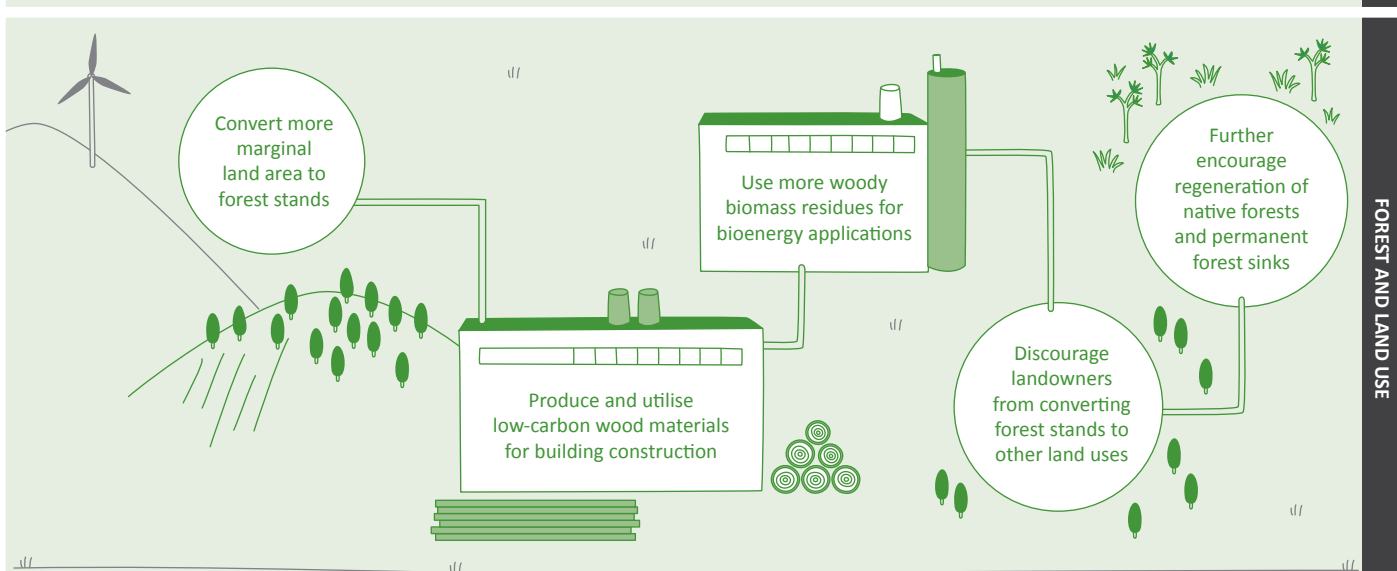 Convert more
marginal
land area to
forest stands
Produce and utilise
low-carbon wood materials
for building construction
Use more woody
biomass residues for
bioenergy applications
Discourage
landowners
from converting
forest stands to
other land uses
Further
encourage
regeneration of
native forests
and permanent
forest sinks
FOREST AND LAND USE